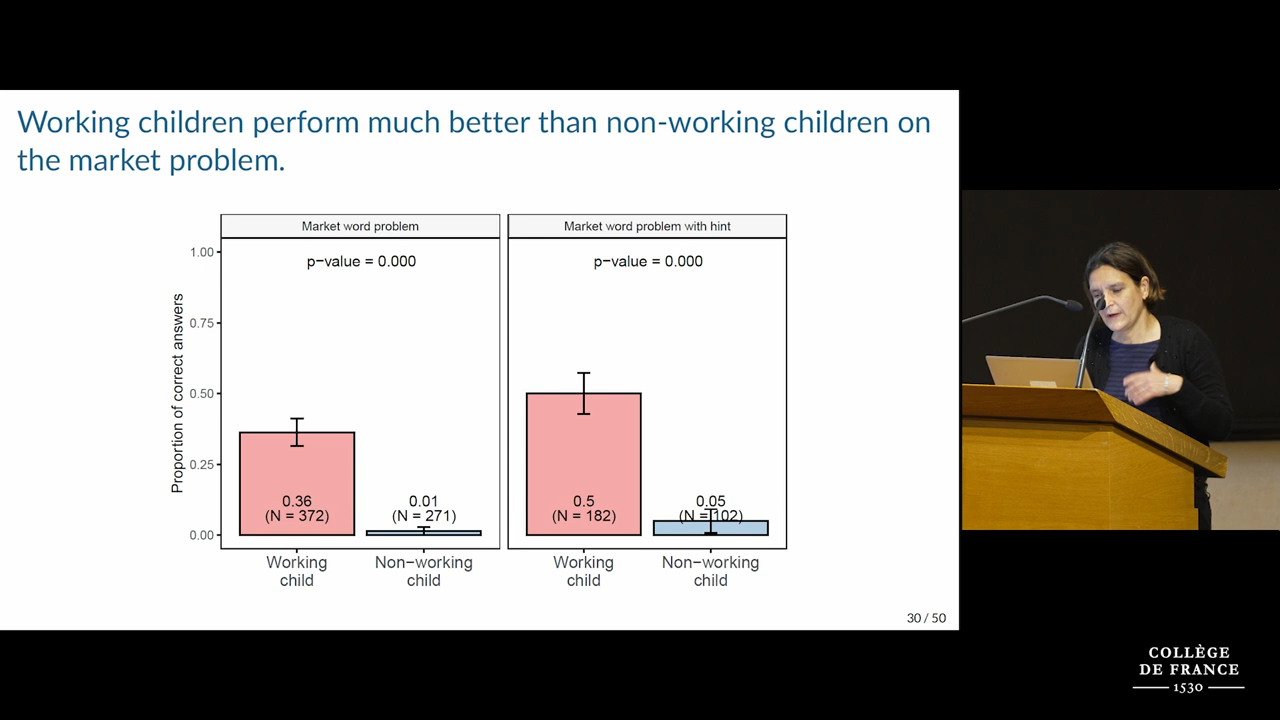 Working children perform much better than non-working children on
the market problem.
Market word problem
Market word problem with hint
p−value = 0.000
p−value = 0.000
Proportion of correct answers
1.00
0.75
0.50
0.25
0.00
0.36
(N = 372)
0.01
(N = 271)
0.5
(N = 182)
0.05
(N = 102)
Working
child
Non−working
child
Working
child
Non−working
child
30 / 50
COLLÈGE
DE FRANCE
1530